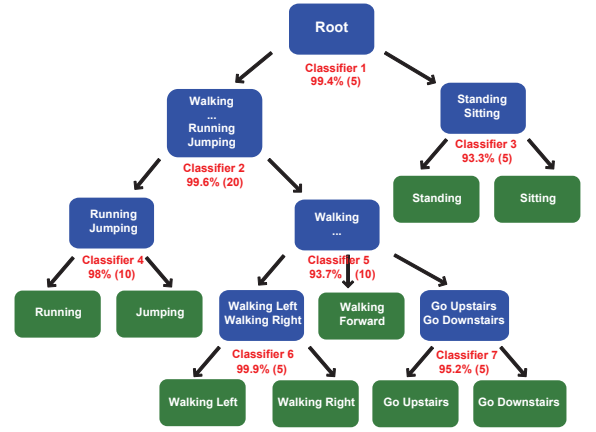 Root
Classifier 1
99.4% (5)
Walking
...
Running
Jumping
Standing
Sitting
Classifier 2
99.6% (20)
Classifier 3
93.3% (5)
Standing
Sitting
Running
Jumping
Walking
...
Classifier 4
98% (10)
Classifier 5
93.7% (10)
Running
Jumping
Walking Left
Walking Right
Walking
Forward
Go Upstairs
Go Downstairs
Classifier 6
99.9% (5)
Classifier 7
95.2% (5)
Walking Left
Walking Right
Go Upstairs
Go Downstairs